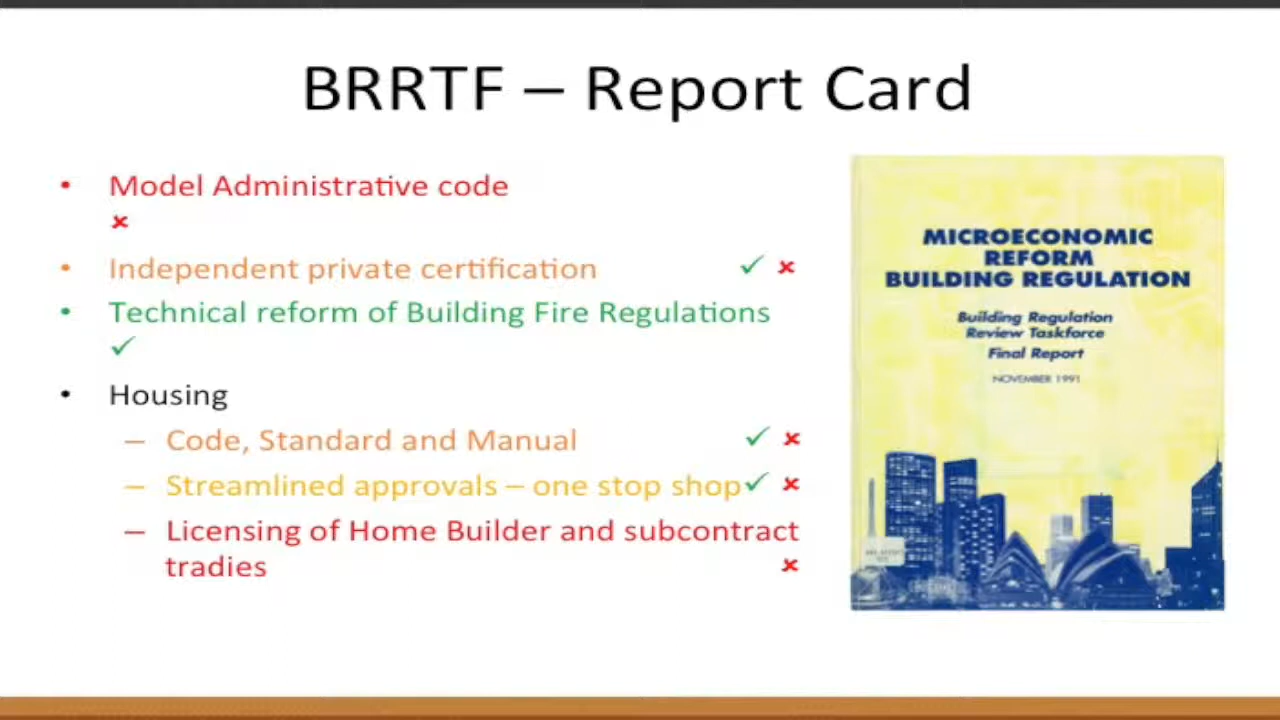 BRRTF – Report Card
• Model Administrative code
✘
• Independent private certification ✓ ✘
• Technical reform of Building Fire Regulations
✓
• Housing
– Code, Standard and Manual ✓ ✘
– Streamlined approvals – one stop shop ✓ ✘
– Licensing of Home Builder and subcontract
tradies ✘
MICROECONOMIC
REFORM
BUILDING REGULATION
Building Regulation
Review Taskforce
Final Report
NOVEMBER 1991